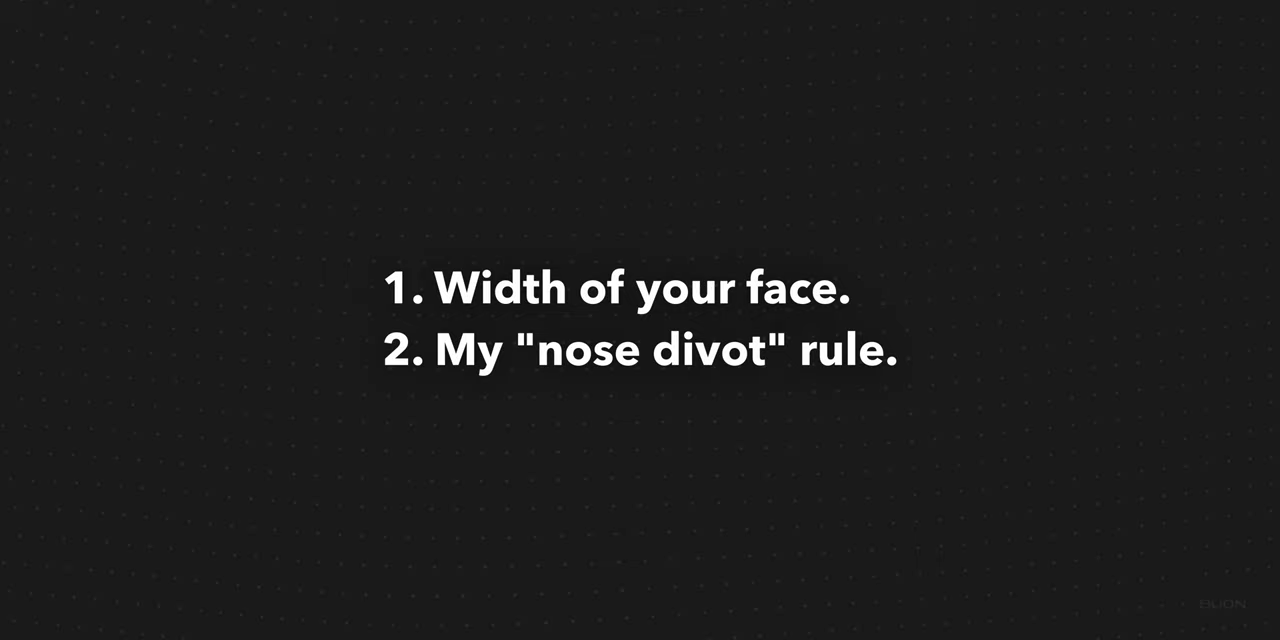 1. Width of your face.
2. My "nose divot" rule.